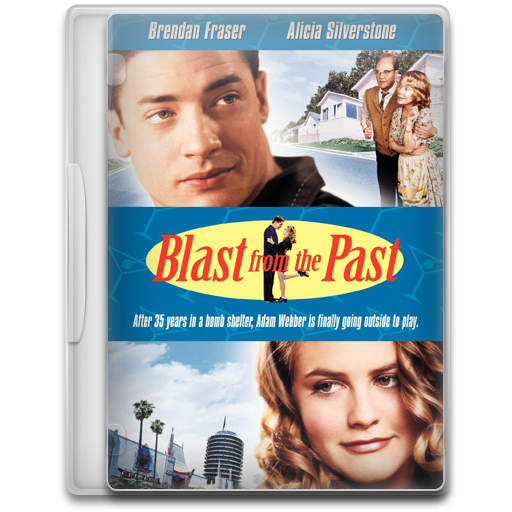 Brendan Fraser Alicia Silverstone
Blast from the Past
After 35 years in a bomb shelter, Adam Webber is finally going outside to play.